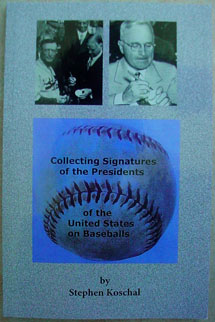 Collecting Signatures
of the Presidents
of the
United States
on Baseballs
by
Stephen Koschal